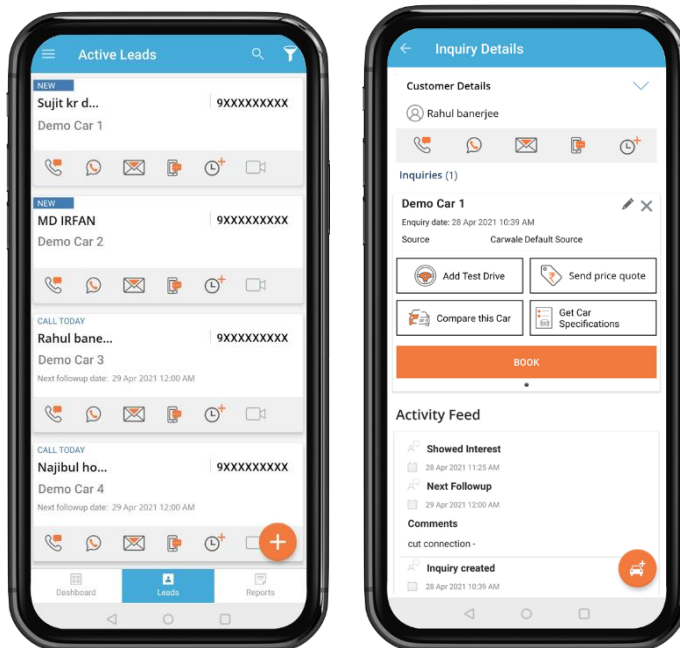 Active Leads
NEW
Sujit kr d...
9XXXXXXXXX
Demo Car 1
NEW
MD IRFAN
9XXXXXXXXX
Demo Car 2
CALL TODAY
Rahul bane...
9XXXXXXXXX
Demo Car 3
Next followup date: 29 Apr 2021 12:00 AM
CALL TODAY
Najibul ho...
9XXXXXXXXX
Demo Car 4
Next followup date: 29 Apr 2021 12:00 AM
Dashboard
Leads
Reports
Inquiry Details
Customer Details
Rahul banerjee
Inquiries (1)
Demo Car 1
Enquiry date: 28 Apr 2021 10:39 AM
Source Carwale Default Source
Add Test Drive
Send price quote
Compare this Car
Get Car
Specifications
BOOK
Activity Feed
Showed Interest
28 Apr 2021 11:25 AM
Next Followup
29 Apr 2021 12:00 AM
Comments
cut connection -
Inquiry created
28 Apr 2021 10:39 AM